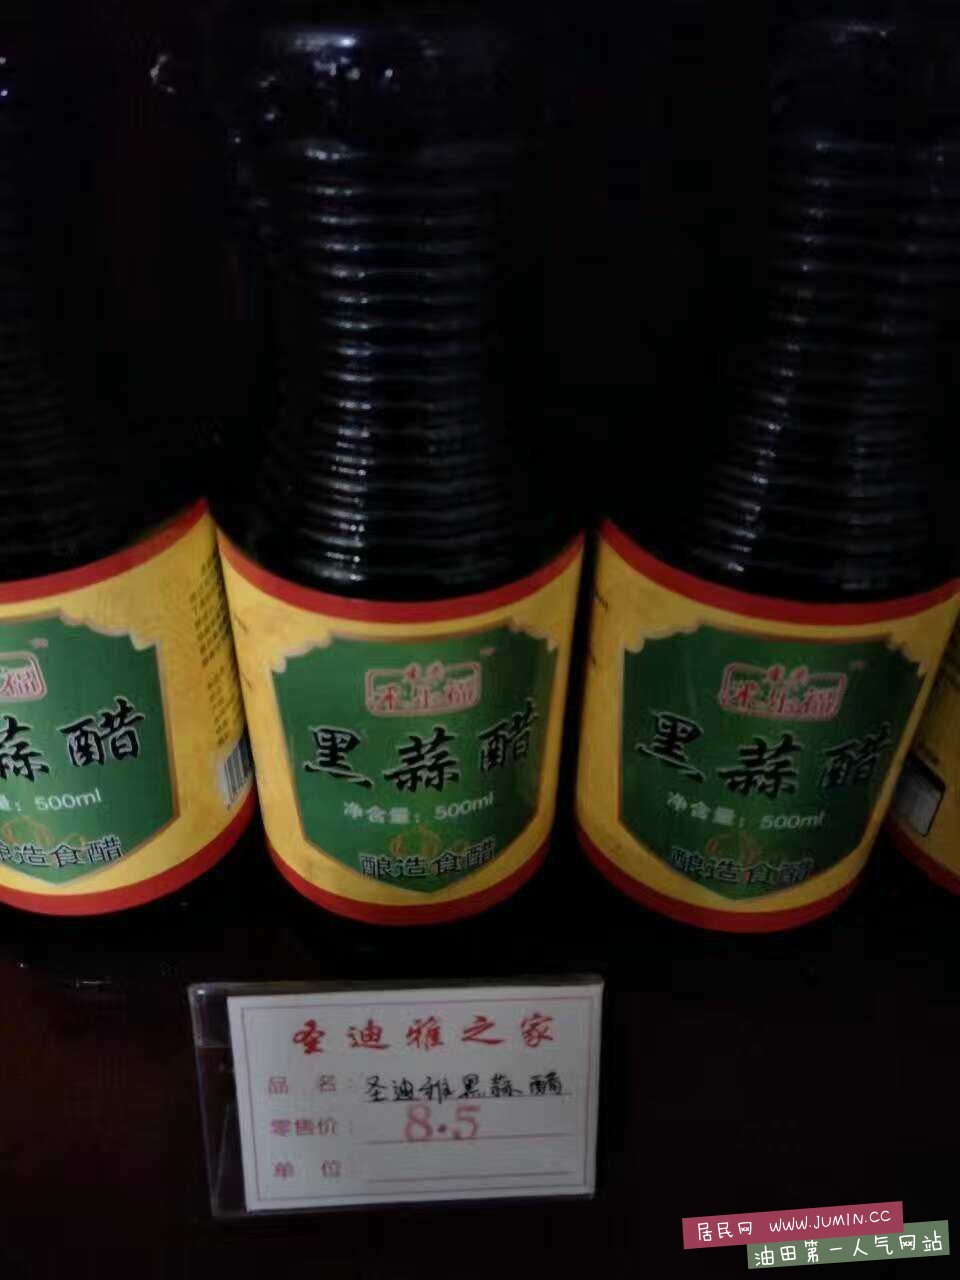 黑蒜醋
净含量：500ml
酿造食醋
黑蒜醋
净含量：500ml
酿造食醋
蒜醋
量：500ml
酿造食醋
圣迪雅之家
品 名：圣迪雅黑蒜醋
零售价：8.5
单 位
居民网 WWW.JUMIN.CC
油田第一人气网站